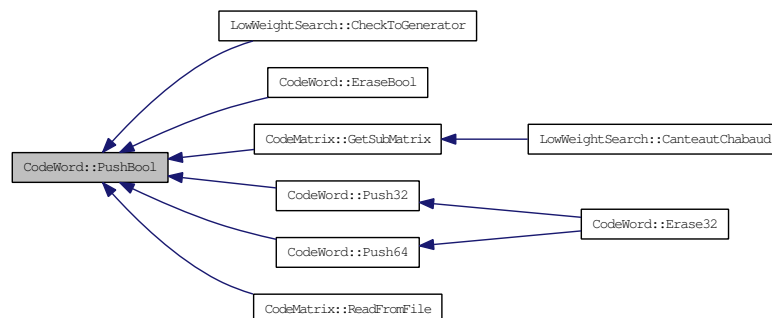 LowWeightSearch::CheckToGenerator
CodeWord::EraseBool
CodeMatrix::GetSubMatrix
LowWeightSearch::CanteautChabaud
CodeWord::PushBool
CodeWord::Push32
CodeWord::Erase32
CodeWord::Push64
CodeMatrix::ReadFromFile